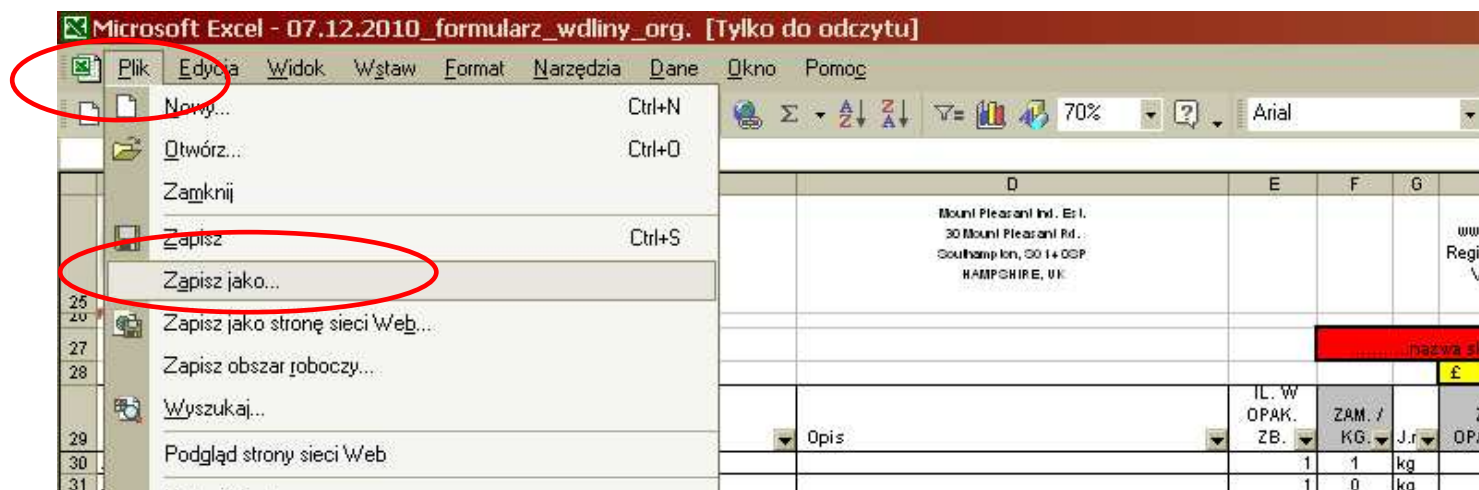 Microsoft Excel - 07.12.2010_formularz_wdliny_org. [Tylko do odczytu]
Plik Edycja Widok Wstaw Format Narzędzia Dane Okno Pomoc
Nowy... Ctrl+N
70% Arial
Otwórz... Ctrl+O
Zamknij
D E F G
Mount Pleasant Ind. Est.
30 Mount Pleasant Rd.
Southampton, SO14 0SP
HAMPSHIRE, UK
Zapisz Ctrl+S
Zapisz jako...
25
26
Zapisz jako stronę sieci Web...
27
Zapisz obszar roboczy...
28 £
Wyszukaj...
IL. W
OPAK. ZAM. /
29 Opis ZB. KG. J.r
Podgląd strony sieci Web
30 1 1 kg
31 1 0 kg